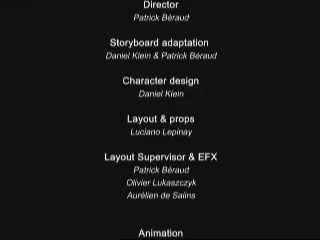 Director
Patrick Béraud
Storyboard adaptation
Daniel Klein & Patrick Béraud
Character design
Daniel Klein
Layout & props
Luciano Lepinay
Layout Supervisor & EFX
Patrick Béraud
Olivier Lukaszczyk
Aurélien de Salins
Animation